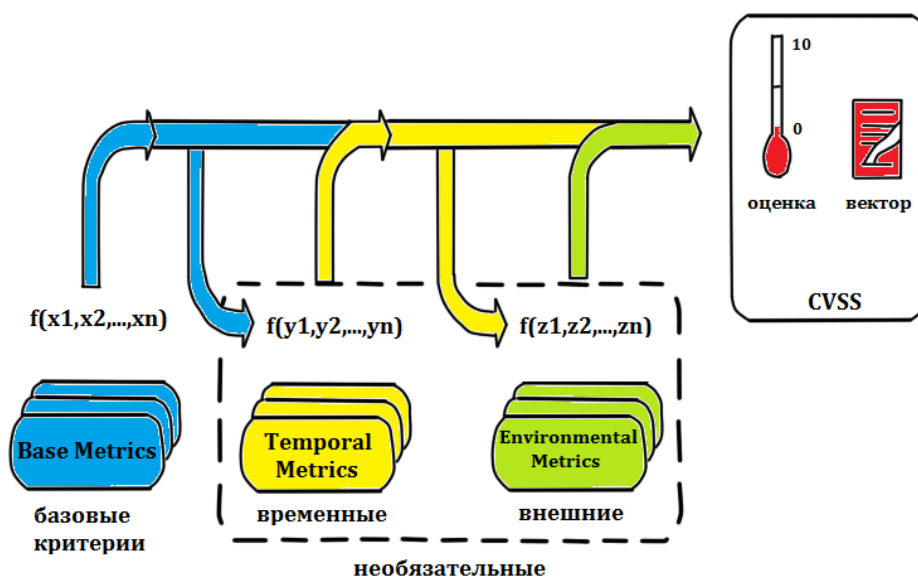 10
0
оценка
вектор
CVSS
f(x1,x2,...,xn)
f(y1,y2,...,yn)
f(z1,z2,...,zn)
Base Metrics
Temporal
Metrics
Environmental
Metrics
базовые
критерии
временные
внешние
необязательные